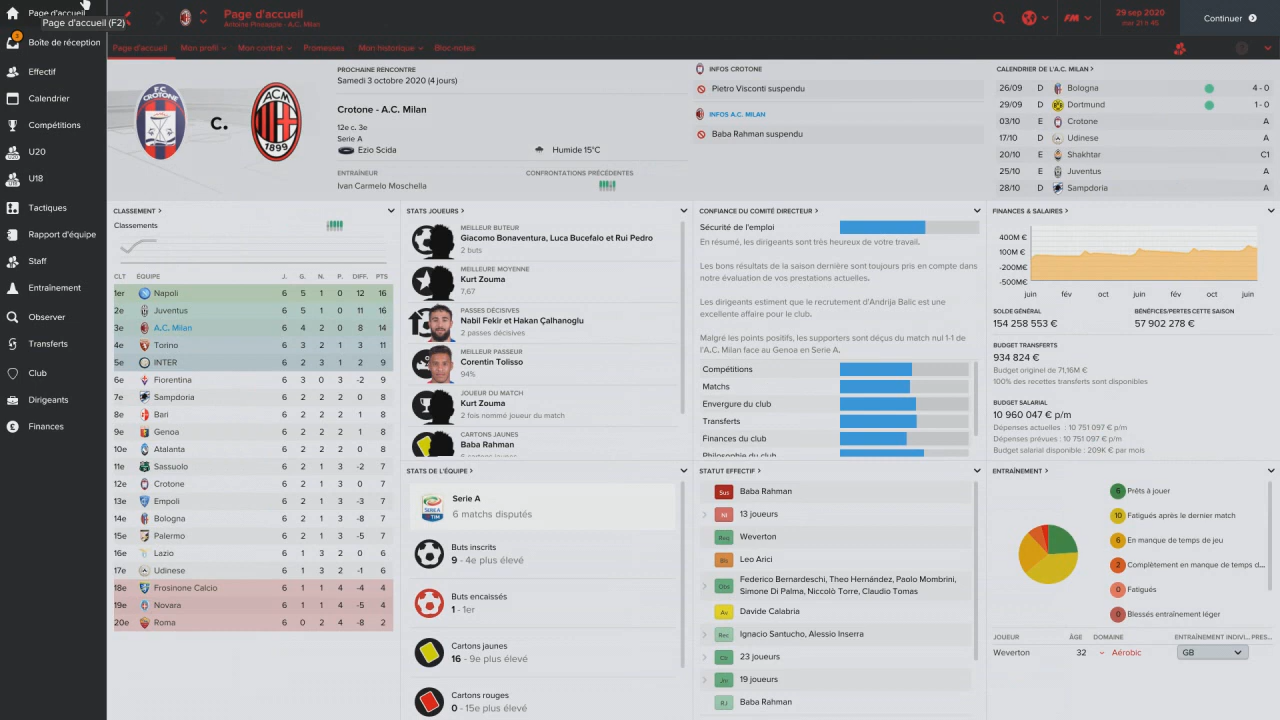 Page d'accueil
Page d'accueil (F2)
3
Boîte de réception
Effectif
Calendrier
Compétitions
U20
U18
Tactiques
Rapport d'équipe
Staff
Entraînement
Observer
Transferts
Club
Dirigeants
Finances
Page d'accueil
Antoine Pineapple - A.C. Milan
FM
29 sep 2020
mar 21 h 45
Continuer
Page d'accueil
Mon profil
Mon contrat
Promesses
Mon historique
Bloc-notes
F.C. CROTONE
c.
ACM
1899
PROCHAINE RENCONTRE
Samedi 3 octobre 2020 (4 jours)
Crotone - A.C. Milan
12e c. 3e
Serie A
Ezio Scida
Humide 15°C
ENTRAÎNEUR
Ivan Carmelo Moschella
CONFRONTATIONS PRÉCÉDENTES
INFOS CROTONE
Pietro Visconti suspendu
INFOS A.C. MILAN
Baba Rahman suspendu
CALENDRIER DE L'A.C. MILAN >
26/09 D Bologna 4 - 0
29/09 D Dortmund 1 - 0
03/10 E Crotone A
17/10 D Udinese A
20/10 E Shakhtar C1
25/10 E Juventus A
28/10 D Sampdoria A
CLASSEMENT >
Classements
CLT ÉQUIPE J. G. N. P. DIFF. PTS
1er Napoli 6 5 1 0 12 16
2e Juventus 6 5 1 0 11 16
3e A.C. Milan 6 4 2 0 8 14
4e Torino 6 3 2 1 3 11
5e INTER 6 2 3 1 2 9
6e Fiorentina 6 3 0 3 -2 9
7e Sampdoria 6 2 2 2 0 8
8e Bari 6 2 2 2 1 8
9e Genoa 6 2 2 2 1 8
10e Atalanta 6 2 2 2 0 8
11e Sassuolo 6 2 1 3 -2 7
12e Crotone 6 2 1 3 0 7
13e Empoli 6 2 1 3 -3 7
14e Bologna 6 2 1 3 -8 7
15e Palermo 6 2 1 3 -5 7
16e Lazio 6 1 3 2 0 6
17e Udinese 6 1 3 2 -1 6
18e Frosinone Calcio 6 1 1 4 -4 4
19e Novara 6 1 1 4 -5 4
20e Roma 6 0 2 4 -8 2
STATS JOUEURS >
MEILLEUR BUTEUR
Giacomo Bonaventura, Luca Bucefalo et Rui Pedro
2 buts
MEILLEURE MOYENNE
Kurt Zouma
7,67
PASSES DÉCISIVES
Nabil Fekir et Hakan Çalhanoglu
2 passes décisives
MEILLEUR PASSEUR
Corentin Tolisso
94%
JOUEUR DU MATCH
Kurt Zouma
2 fois nommé joueur du match
CARTONS JAUNES
Baba Rahman
6 cartons jaunes
STATS DE L'ÉQUIPE >
SERIE A
TIM
Serie A
6 matchs disputés
Buts inscrits
9 - 4e plus élevé
Buts encaissés
1 - 1er
Cartons jaunes
16 - 9e plus élevé
Cartons rouges
0 - 15e plus élevé
CONFIANCE DU COMITÉ DIRECTEUR >
Sécurité de l'emploi
En résumé, les dirigeants sont très heureux de votre travail.
Les bons résultats de la saison dernière sont toujours pris en compte dans
notre évaluation de vos prestations actuelles.
Les dirigeants estiment que le recrutement d'Andrija Balic est une
excellente affaire pour le club.
Malgré les points positifs, les supporters sont déçus du match nul 1-1 de
l'A.C. Milan face au Genoa en Serie A.
Compétitions
Matchs
Envergure du club
Transferts
Finances du club
Philosophie du club
STATUT EFFECTIF >
Sus Baba Rahman
NI 13 joueurs
Req Weverton
Bls Leo Arici
Obs Federico Bernardeschi, Theo Hernández, Paolo Mombrini,
Simone Di Palma, Niccolò Torre, Claudio Tomas
Av Davide Calabria
Rec Ignacio Santucho, Alessio Inserra
23 joueurs
19 joueurs
RJ Baba Rahman
FINANCES & SALAIRES >
400M €
100M €
-200M€
-500M€
juin fév oct juin fév oct juin
SOLDE GÉNÉRAL
154 258 553 €
BÉNÉFICES/PERTES CETTE SAISON
57 902 278 €
BUDGET TRANSFERTS
934 824 €
Budget originel de 71,16M €
100% des recettes transferts sont disponibles
BUDGET SALARIAL
10 960 047 € p/m
Dépenses actuelles : 10 751 097 € p/m
Dépenses prévues : 10 751 097 € p/m
Budget salarial disponible : 209K € par mois
ENTRAÎNEMENT >
6 Prêts à jouer
10 Fatigués après le dernier match
6 En manque de temps de jeu
2 Complètement en manque de temps d...
0 Fatigués
0 Blessés entraînement léger
JOUEUR ÂGE DOMAINE ENTRAÎNEMENT INDIVI... PRES...
Weverton 32 Aérobic GB